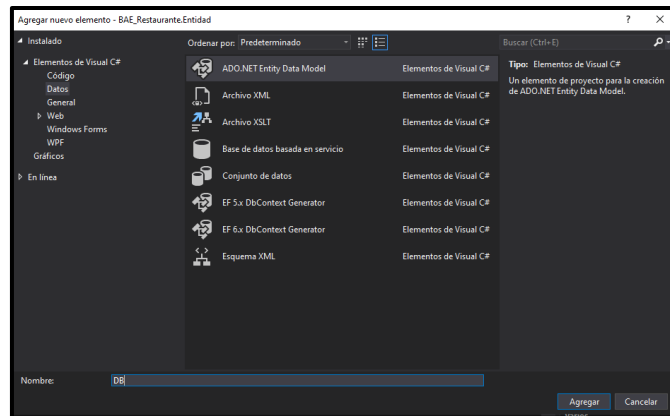 Agregar nuevo elemento - BAE_Restaurante.Entidad
? ×
Instalado
Ordenar por: Predeterminado
Buscar (Ctrl+E)
Elementos de Visual C#
Código
Datos
General
Web
Windows Forms
WPF
Gráficos
En línea
ADO.NET Entity Data Model Elementos de Visual C#
Archivo XML Elementos de Visual C#
Archivo XSLT Elementos de Visual C#
Base de datos basada en servicio Elementos de Visual C#
Conjunto de datos Elementos de Visual C#
EF 5.x DbContext Generator Elementos de Visual C#
EF 6.x DbContext Generator Elementos de Visual C#
Esquema XML Elementos de Visual C#
Tipo: Elementos de Visual C#
Un elemento de proyecto para la creación
de ADO.NET Entity Data Model.
Nombre: DB
Agregar Cancelar